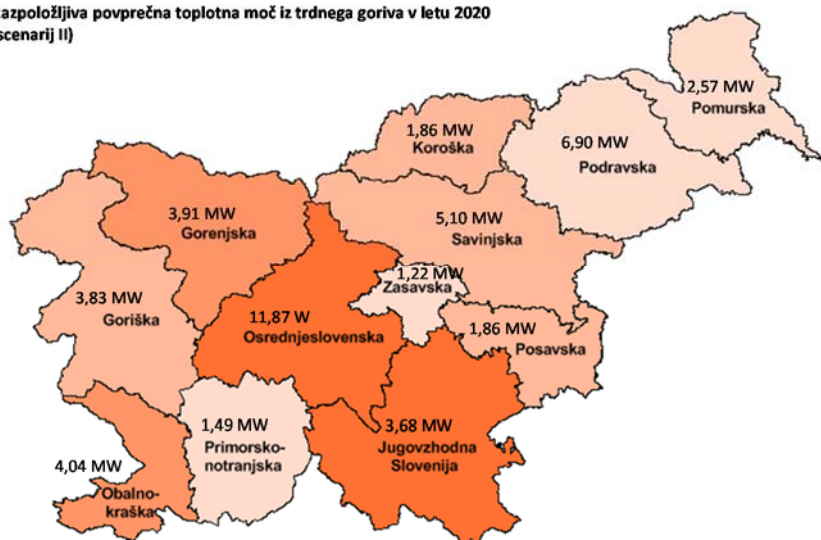 azpoložljiva povprečna toplotna moč iz trdnega goriva v letu 2020
scenarij II)
2,57 MW
Pomurska
1,86 MW
Koroška
6,90 MW
Podravska
3,91 MW
Gorenjska
5,10 MW
Savinjska
1,22 MW
Zasavska
3,83 MW
Goriška
11,87 W
Osrednjeslovenska
1,86 MW
Posavska
1,49 MW
Primorsko-
notranjska
3,68 MW
Jugovzhodna
Slovenija
4,04 MW
Obalno-
kraška